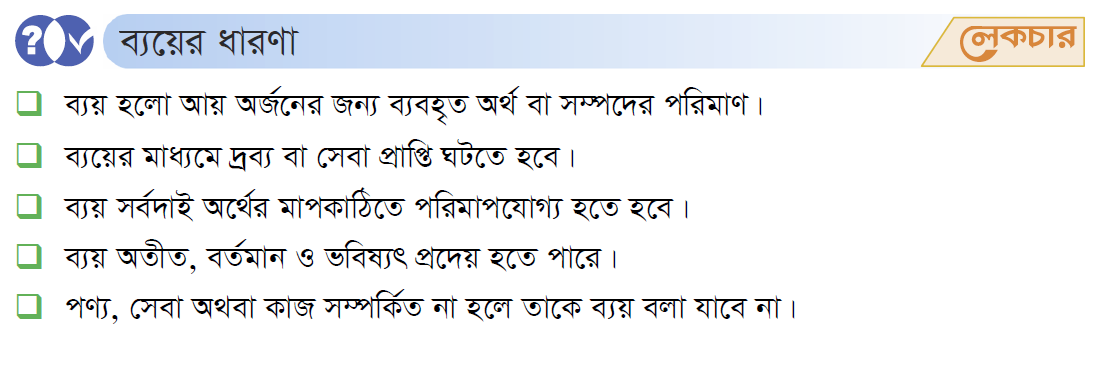 ব্যয়ের ধারণা
লেকচার
ব্যয় হলো আয় অর্জনের জন্য ব্যবহৃত অর্থ বা সম্পদের পরিমাণ।
ব্যয়ের মাধ্যমে দ্রব্য বা সেবা প্রাপ্তি ঘটতে হবে।
ব্যয় সর্বদাই অর্থের মাপকাঠিতে পরিমাপযোগ্য হতে হবে।
ব্যয় অতীত, বর্তমান ও ভবিষ্যৎ প্রদেয় হতে পারে।
পণ্য, সেবা অথবা কাজ সম্পর্কিত না হলে তাকে ব্যয় বলা যাবে না।